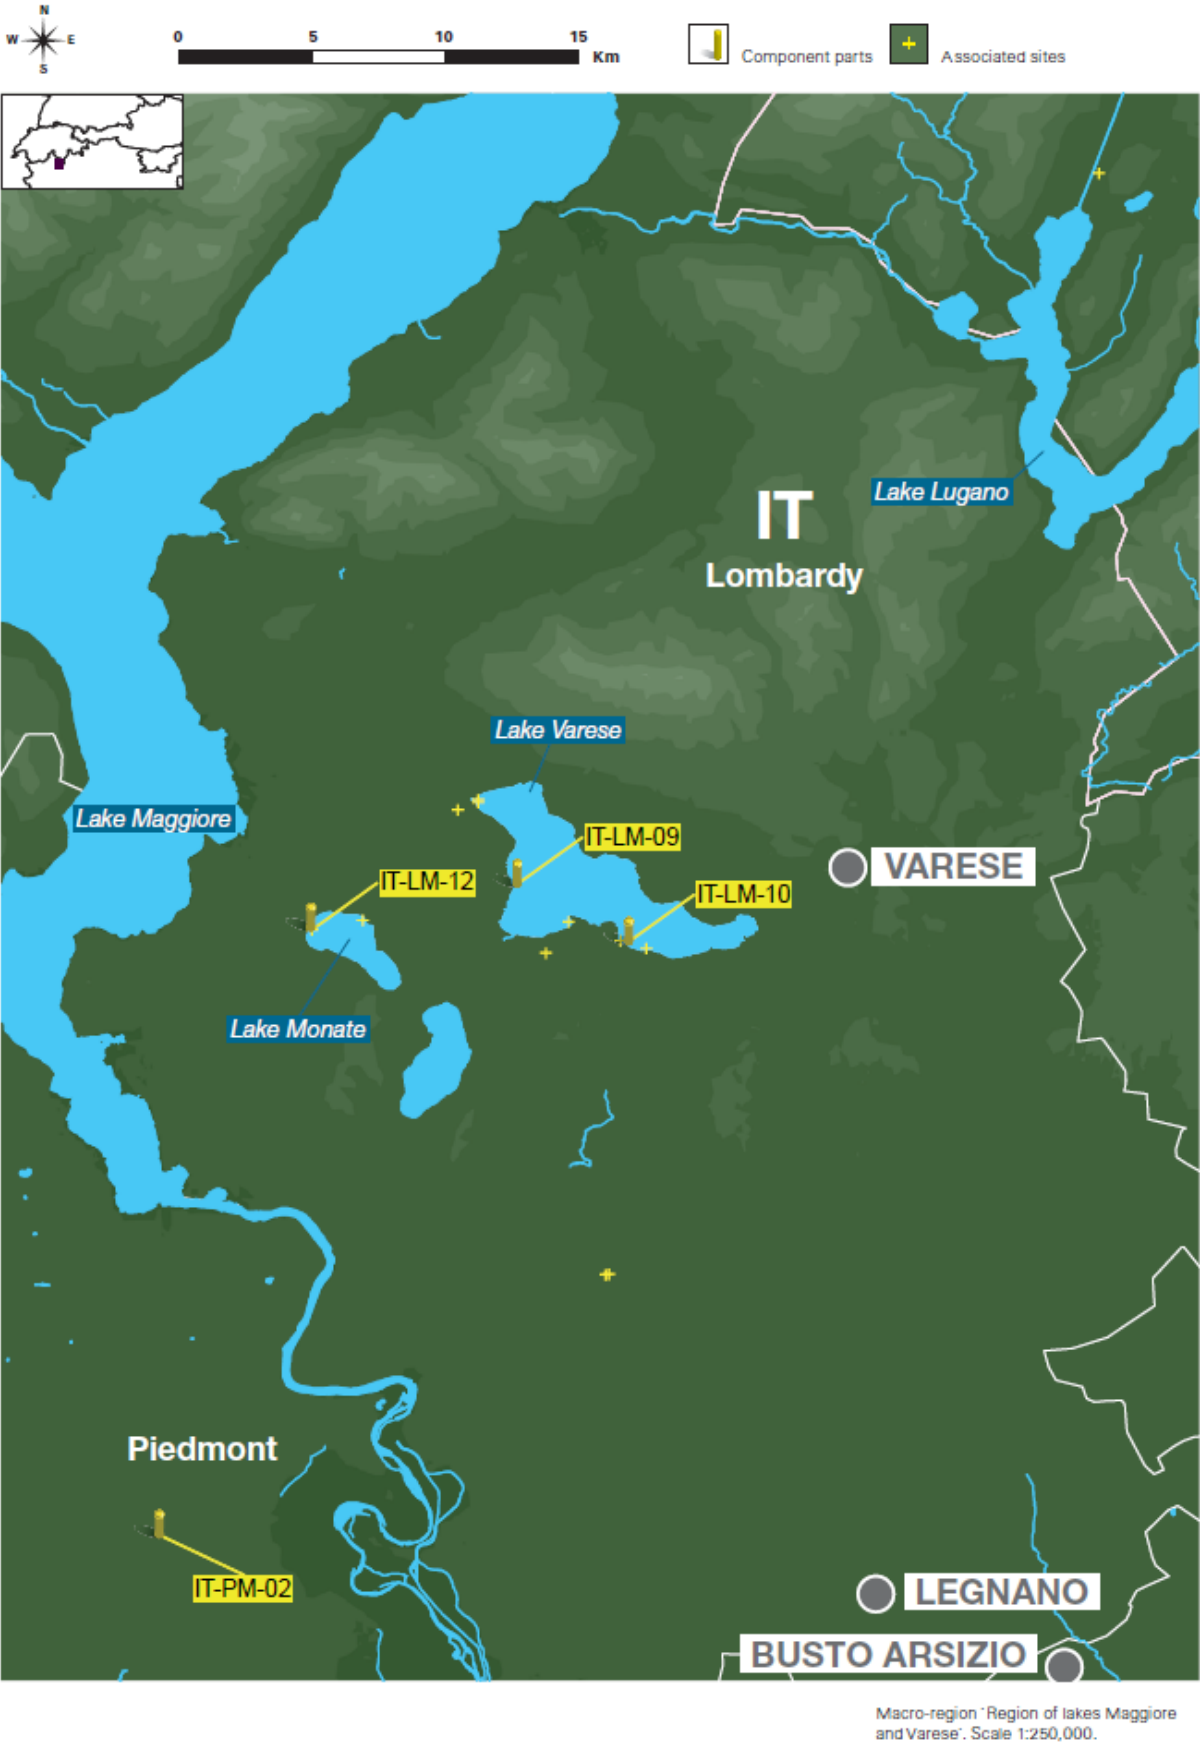 N
W E
S
0 5 10 15
Km
Component parts
Associated sites
Lake Lugano
IT
Lombardy
Lake Varese
Lake Maggiore
IT-LM-09
VARESE
IT-LM-12
IT-LM-10
Lake Monate
Piedmont
IT-PM-02
LEGNANO
BUSTO ARSIZIO
Macro-region ‘Region of lakes Maggiore
and Varese’. Scale 1:250,000.